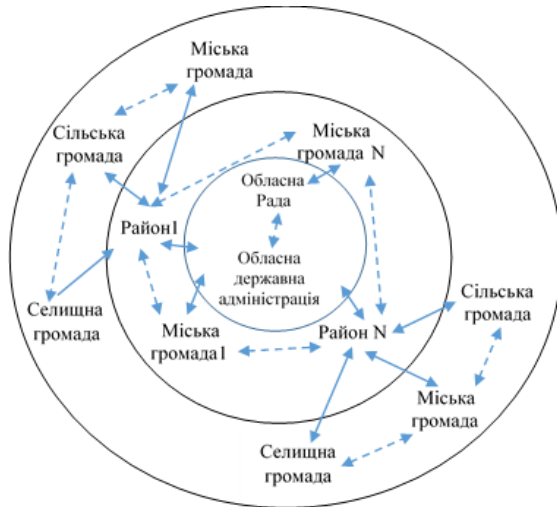 Міська
громада
Сільська
громада
Міська
громада N
Обласна
Рада
Район1
Обласна
державна
адміністрація
Селищна
громада
Міська
громада1
Район N
Сільська
громада
Міська
громада
Селищна
громада